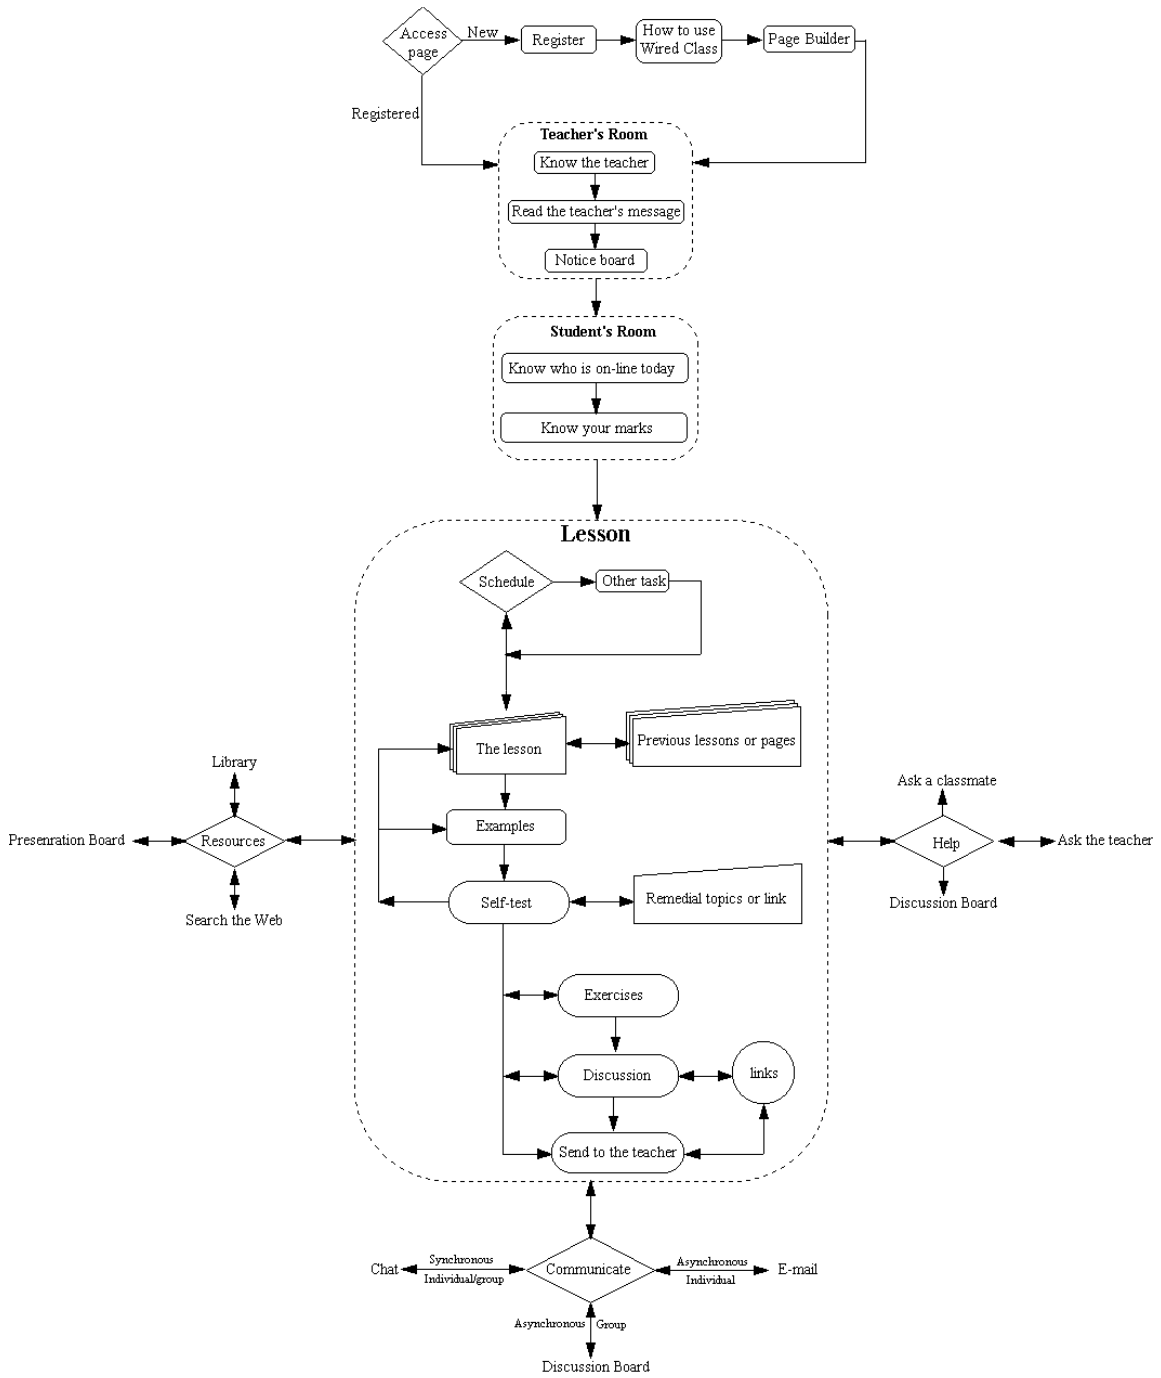 Access
page
New
Register
How to use
Wired Class
Page Builder
Registered
Teacher's Room
Know the teacher
Read the teacher's message
Notice board
Student's Room
Know who is on-line today
Know your marks
Lesson
Schedule
Other task
The lesson
Previous lessons or pages
Examples
Self-test
Remedial topics or link
Exercises
Discussion
links
Send to the teacher
Library
Presenration Board
Resources
Search the Web
Ask a classmate
Help
Ask the teacher
Discussion Board
Chat
Synchronous
Individual/group
Communicate
Asynchronous
Individual
E-mail
Asynchronous
Group
Discussion Board